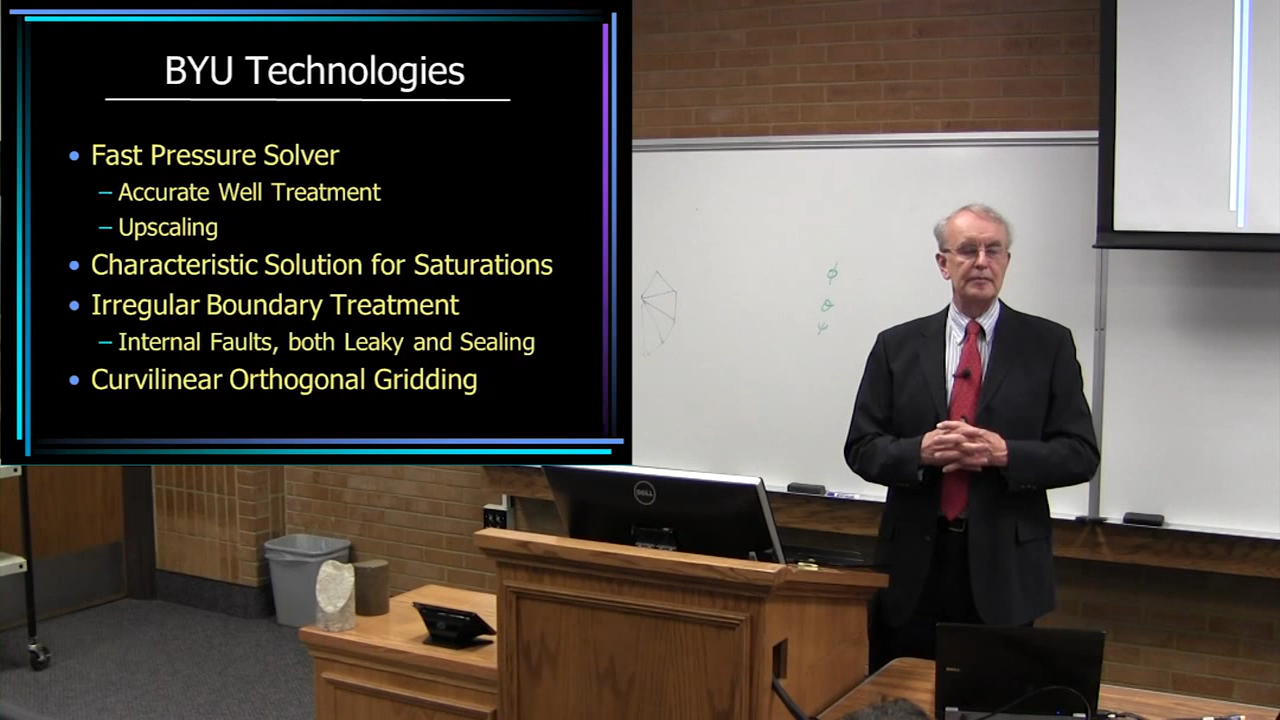 BYU Technologies
• Fast Pressure Solver
– Accurate Well Treatment
– Upscaling
• Characteristic Solution for Saturations
• Irregular Boundary Treatment
– Internal Faults, both Leaky and Sealing
• Curvilinear Orthogonal Gridding
ϕ
θ
ψ
DELL
DELL